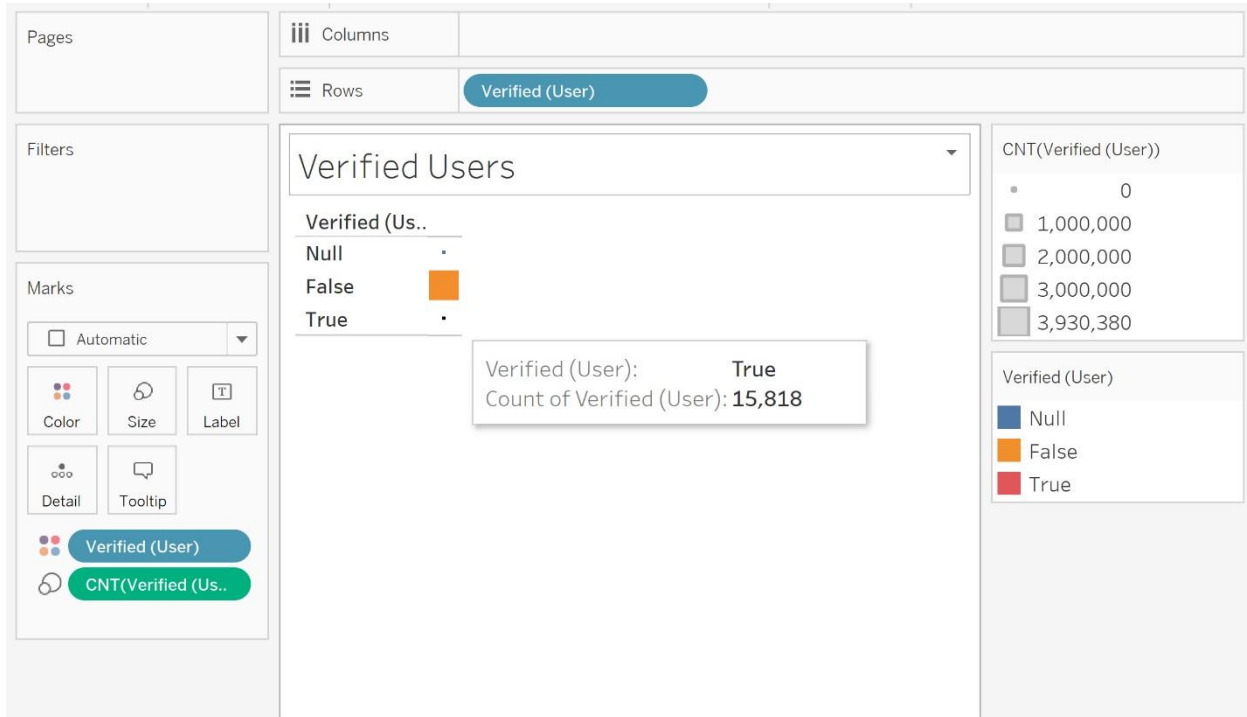 Pages
Columns
Rows
Verified (User)
Filters
Marks
Automatic
Color
Size
T
Label
Detail
Tooltip
Verified (User)
CNT(Verified (Us..
Verified Users
Verified (Us..
Null
False
True
Verified (User): True
Count of Verified (User): 15,818
CNT(Verified (User))
0
1,000,000
2,000,000
3,000,000
3,930,380
Verified (User)
Null
False
True